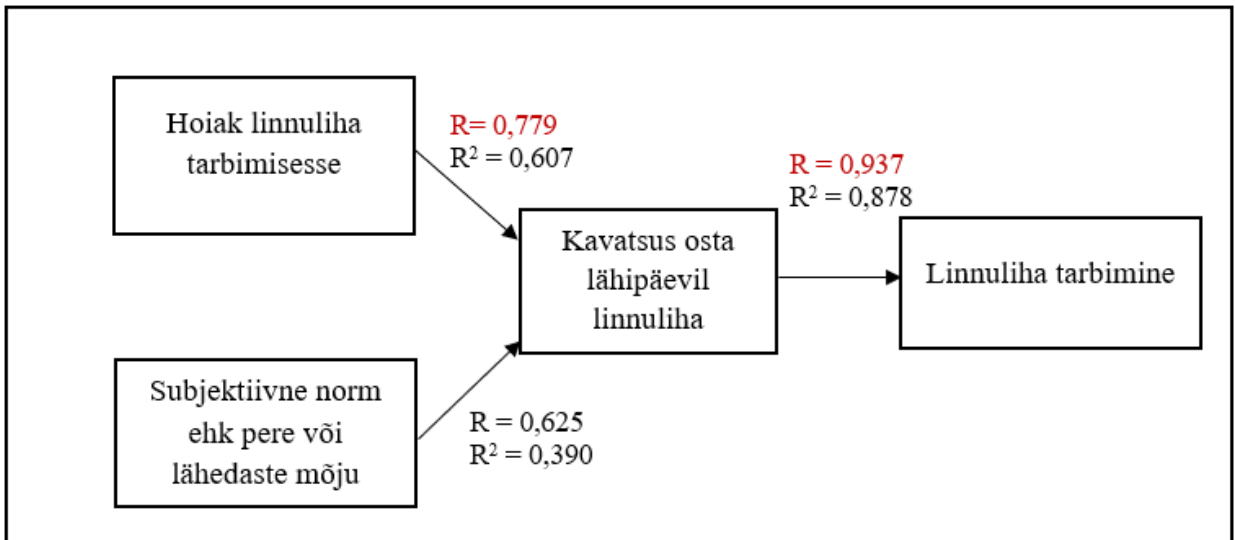 Hoiak linnuliha
tarbimisesse
R= 0,779
R² = 0,607
R = 0,937
R² = 0,878
Kavatsus osta
lähipäevil
linnuliha
Linnuliha tarbimine
Subjektiivne norm
ehk pere või
lähedaste mõju
R = 0,625
R² = 0,390